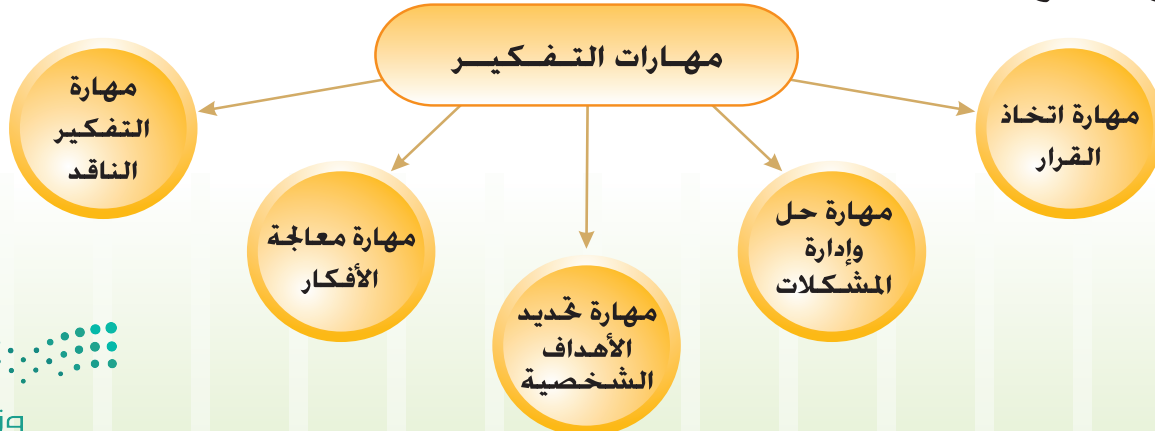 مهارات التفكير
مهارة اتخاذ
القرار
مهارة حل
وإدارة
المشكلات
مهارة تحديد
الأهداف
الشخصية
مهارة معالجة
الأفكار
مهارة
التفكير
الناقد